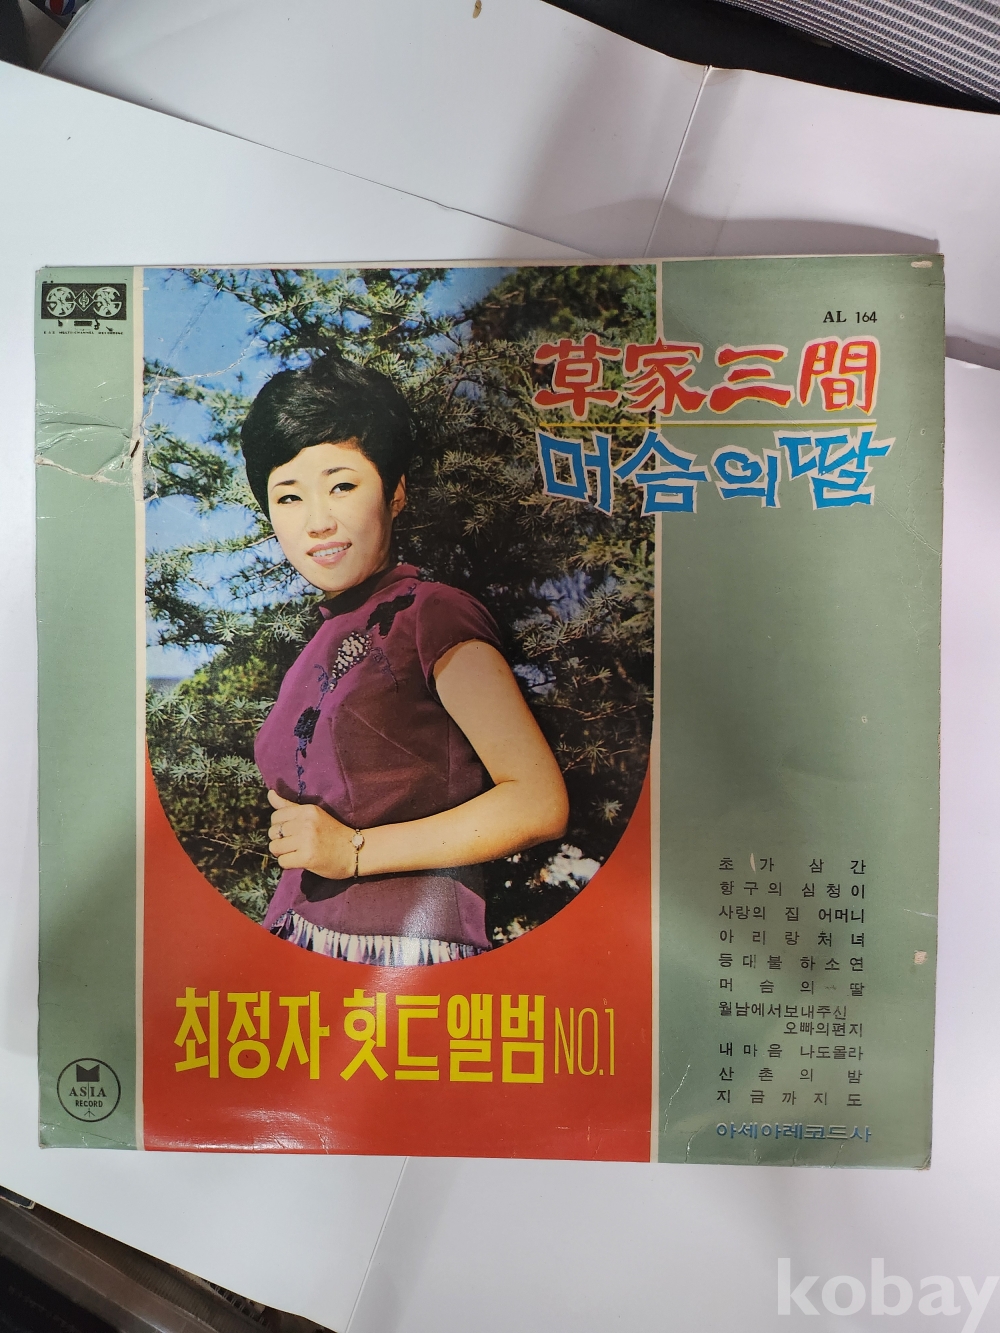 AL 164
草家三間
머슴의 딸
초 가 삼 간
항구의 심청이
사랑의 집 어머니
아 리 랑 처 녀
등대불 하소연
머 슴 의 딸
월남에서보내주신
오빠의편지
내마음 나도몰라
산 촌 의 밤
지 금 까 지 도
아세아레코드사
최정자 힛트앨범 NO.1
ASIA
RECORD
kobay